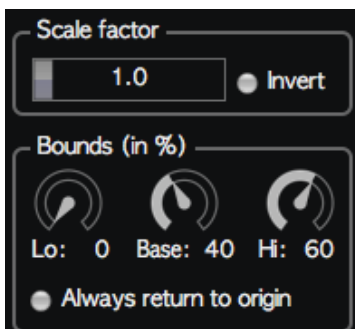 Scale factor
1.0
Invert
Bounds (in %)
Lo: 0 Base: 40 Hi: 60
Always return to origin